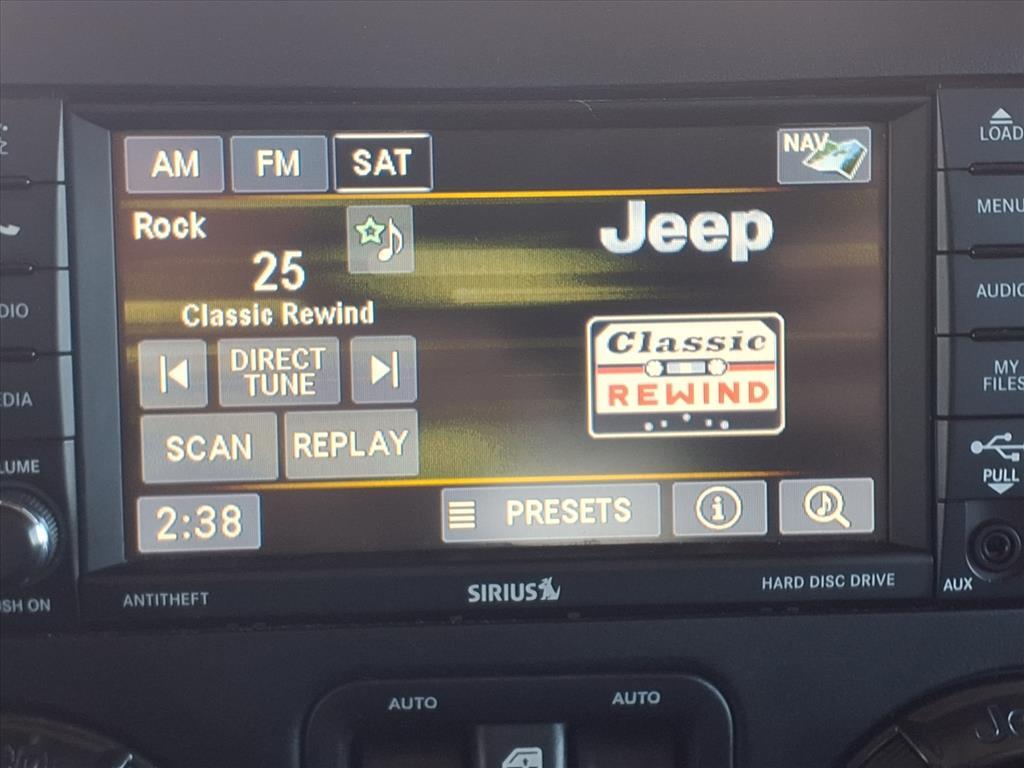 AM
FM
SAT
NAV
LOAD
MENU
Rock
Jeep
25
Classic Rewind
AUDIO
DIRECT
TUNE
Classic
REWIND
MY
FILES
SCAN
REPLAY
PULL
2:38
PRESETS
i
ANTITHEFT
SIRIUS
HARD DISC DRIVE
AUX
AUTO
AUTO